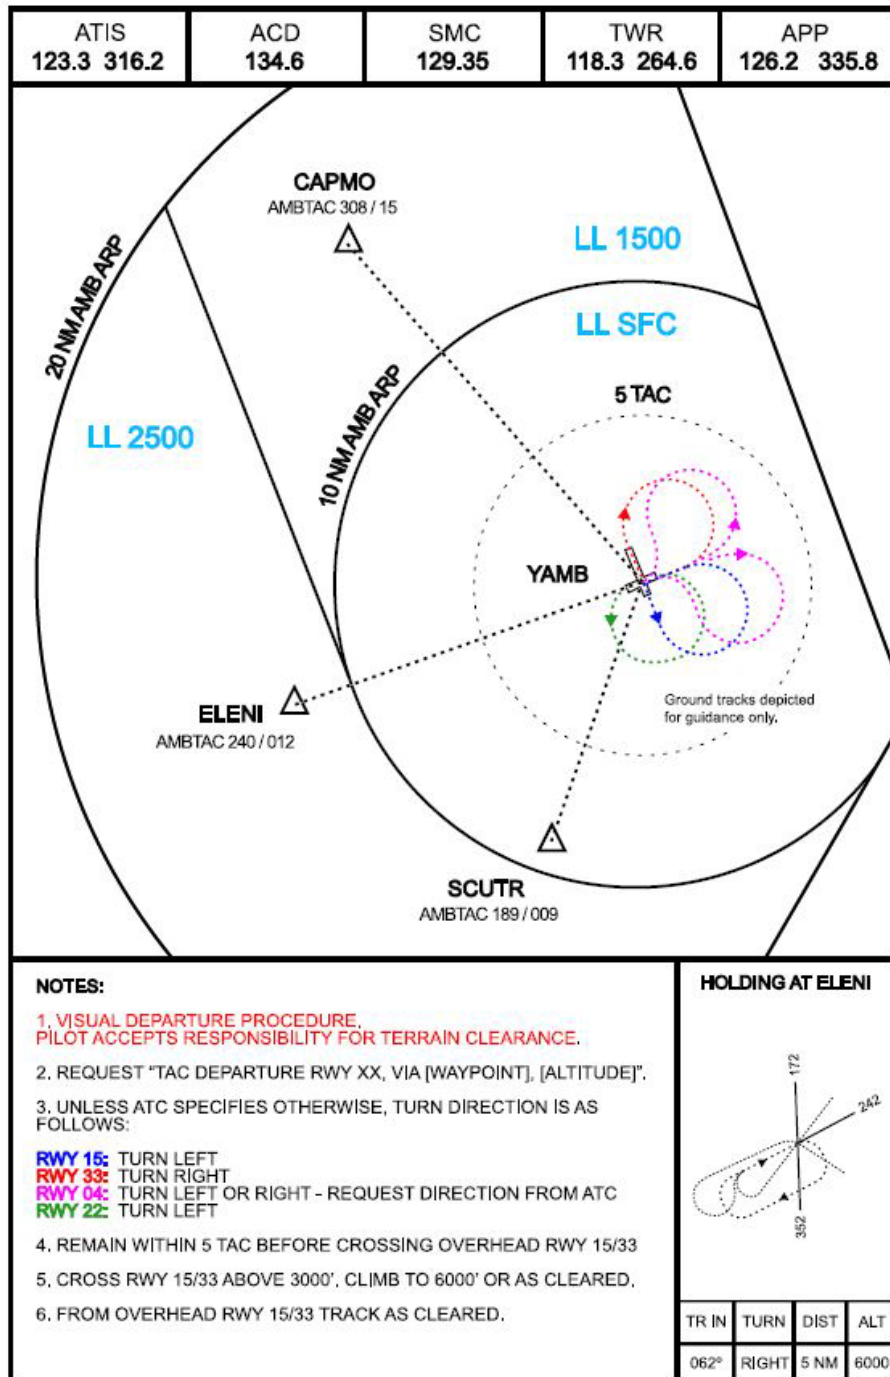 ATIS
123.3 316.2
ACD
134.6
SMC
129.35
TWR
118.3 264.6
APP
126.2 335.8
CAPMO
AMBTAC 308 / 15
LL 1500
20 NM AMB ARP
LL SFC
10 NM AMB ARP
5 TAC
LL 2500
YAMB
ELENI
AMBTAC 240 / 012
Ground tracks depicted
for guidance only.
SCUTR
AMBTAC 189 / 009
NOTES:
1. VISUAL DEPARTURE PROCEDURE.
PILOT ACCEPTS RESPONSIBILITY FOR TERRAIN CLEARANCE.
2. REQUEST "TAC DEPARTURE RWY XX, VIA [WAYPOINT], [ALTITUDE]".
3. UNLESS ATC SPECIFIES OTHERWISE, TURN DIRECTION IS AS
FOLLOWS:
RWY 15: TURN LEFT
RWY 33: TURN RIGHT
RWY 04: TURN LEFT OR RIGHT - REQUEST DIRECTION FROM ATC
RWY 22: TURN LEFT
4. REMAIN WITHIN 5 TAC BEFORE CROSSING OVERHEAD RWY 15/33
5. CROSS RWY 15/33 ABOVE 3000', CLIMB TO 6000' OR AS CLEARED.
6. FROM OVERHEAD RWY 15/33 TRACK AS CLEARED.
HOLDING AT ELENI
172
242
352
TR IN TURN DIST ALT
062° RIGHT 5 NM 6000